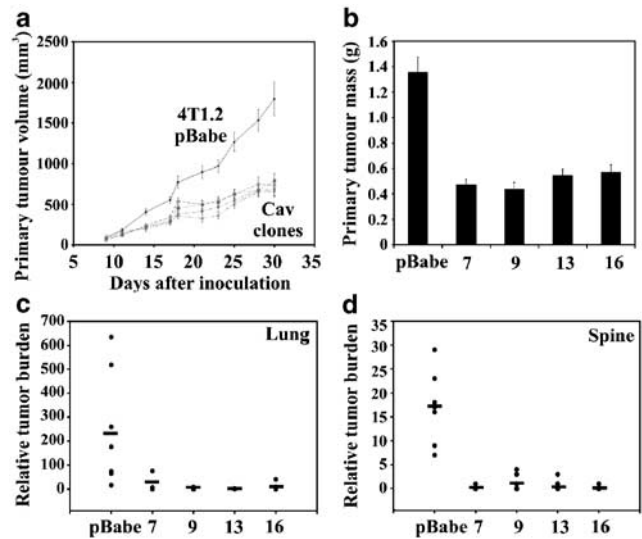 a
Primary tumour volume (mm³)
2500
2000
1500
1000
500
0
4T1.2
pBabe
Cav
clones
5 10 15 20 25 30 35
Days after inoculation
b
Primary tumour mass (g)
1.6
1.4
1.2
1.0
0.8
0.6
0.4
0.2
0
pBabe 7 9 13 16
c
Relative tumor burden
700
600
500
400
300
200
100
0
Lung
pBabe 7 9 13 16
d
Relative tumor burden
35
30
25
20
15
10
5
0
Spine
pBabe 7 9 13 16